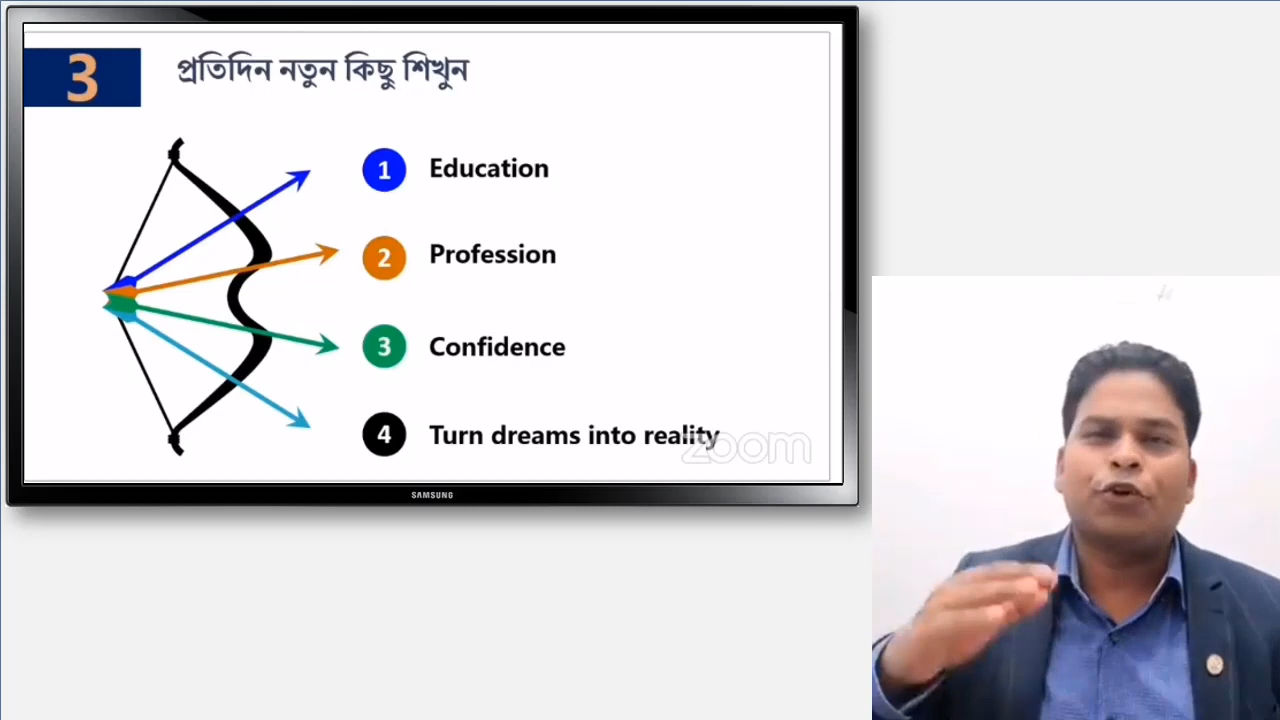 3
প্রতিদিন নতুন কিছু শিখুন
1 Education
2 Profession
3 Confidence
4 Turn dreams into reality
zoom
SAMSUNG